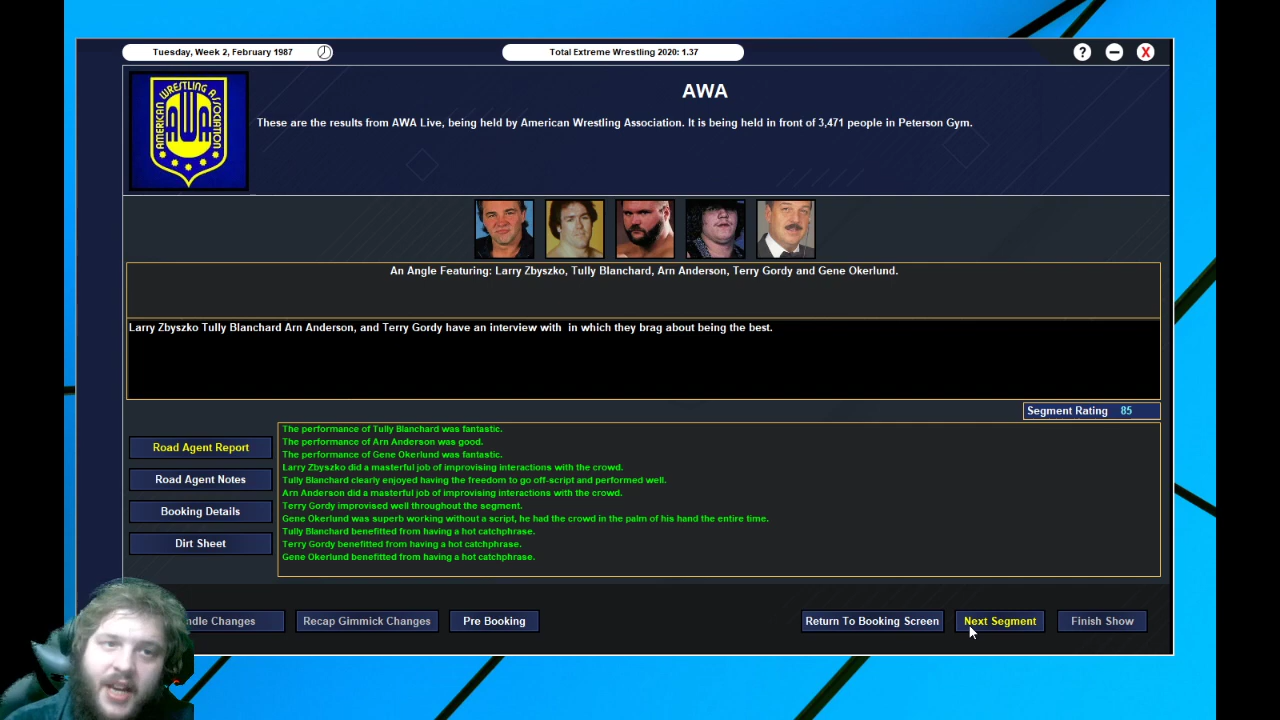 Tuesday, Week 2, February 1987
Total Extreme Wrestling 2020: 1.37
?
X
AMERICAN WRESTLING ASSOCIATION
AWA
AWA
These are the results from AWA Live, being held by American Wrestling Association. It is being held in front of 3,471 people in Peterson Gym.
An Angle Featuring: Larry Zbyszko, Tully Blanchard, Arn Anderson, Terry Gordy and Gene Okerlund.
Larry Zbyszko Tully Blanchard Arn Anderson, and Terry Gordy have an interview with  in which they brag about being the best.
Segment Rating 85
Road Agent Report
Road Agent Notes
Booking Details
Dirt Sheet
The performance of Tully Blanchard was fantastic.
The performance of Arn Anderson was good.
The performance of Gene Okerlund was fantastic.
Larry Zbyszko did a masterful job of improvising interactions with the crowd.
Tully Blanchard clearly enjoyed having the freedom to go off-script and performed well.
Arn Anderson did a masterful job of improvising interactions with the crowd.
Terry Gordy improvised well throughout the segment.
Gene Okerlund was superb working without a script, he had the crowd in the palm of his hand the entire time.
Tully Blanchard benefitted from having a hot catchphrase.
Terry Gordy benefitted from having a hot catchphrase.
Gene Okerlund benefitted from having a hot catchphrase.
Changes
Recap Gimmick Changes
Pre Booking
Return To Booking Screen
Next Segment
Finish Show